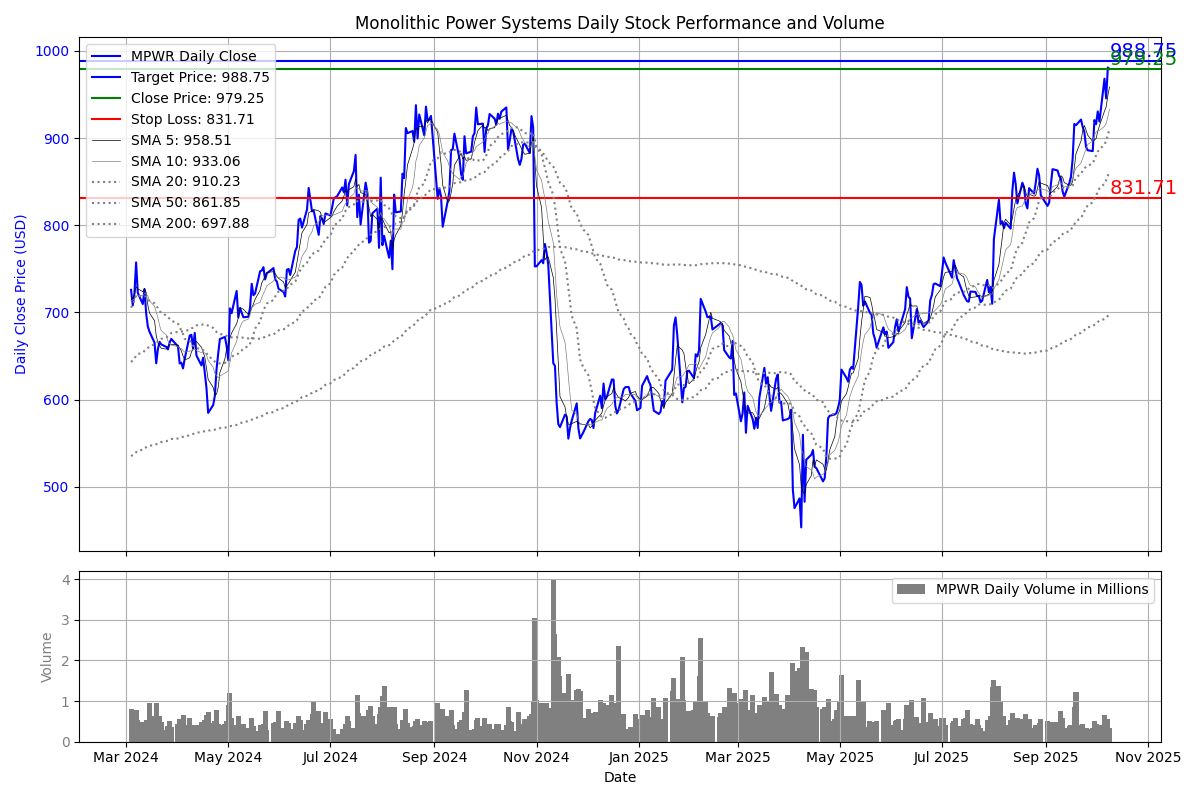 Monolithic Power Systems Daily Stock Performance and Volume
1000
900
800
700
600
500
Daily Close Price (USD)
MPWR Daily Close
Target Price: 988.75
Close Price: 979.25
Stop Loss: 831.71
SMA 5: 958.51
SMA 10: 933.06
SMA 20: 910.23
SMA 50: 861.85
SMA 200: 697.88
988.75
979.25
831.71
4
3
2
1
0
Volume
MPWR Daily Volume in Millions
Mar 2024 May 2024 Jul 2024 Sep 2024 Nov 2024 Jan 2025 Mar 2025 May 2025 Jul 2025 Sep 2025 Nov 2025
Date